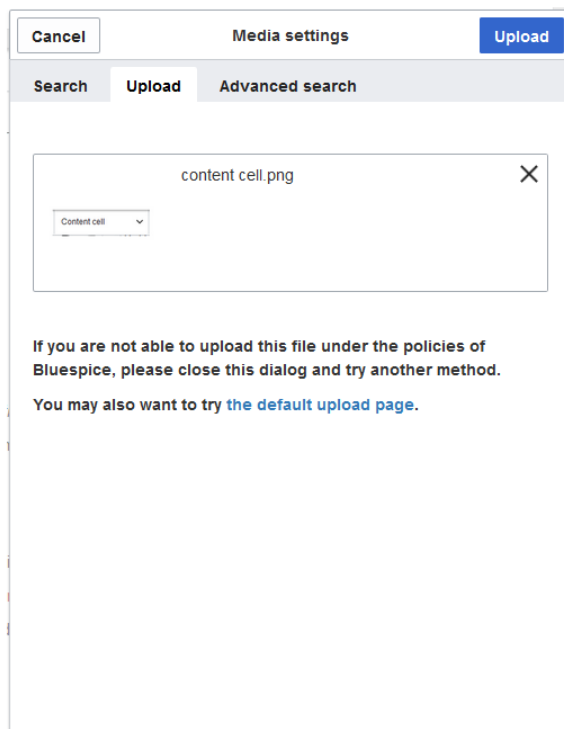 Cancel Media settings Upload
Search Upload Advanced search
content cell.png
Content cell
If you are not able to upload this file under the policies of
Bluespice, please close this dialog and try another method.
You may also want to try the default upload page.